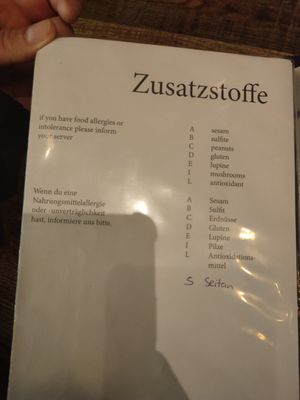 Zusatzstoffe
if you have food allergies or
intolerance please inform
your server
A sesam
B sulfite
C peanuts
D gluten
E lupine
I mushrooms
L antioxidant
Wenn du eine
Nahrungsmittelallergie
oder -unverträglichkeit
hast, informiere uns bitte.
A Sesam
B Sulfit
C Erdnüsse
D Gluten
E Lupine
I Pilze
L Antioxidations-
mittel
S Seitan